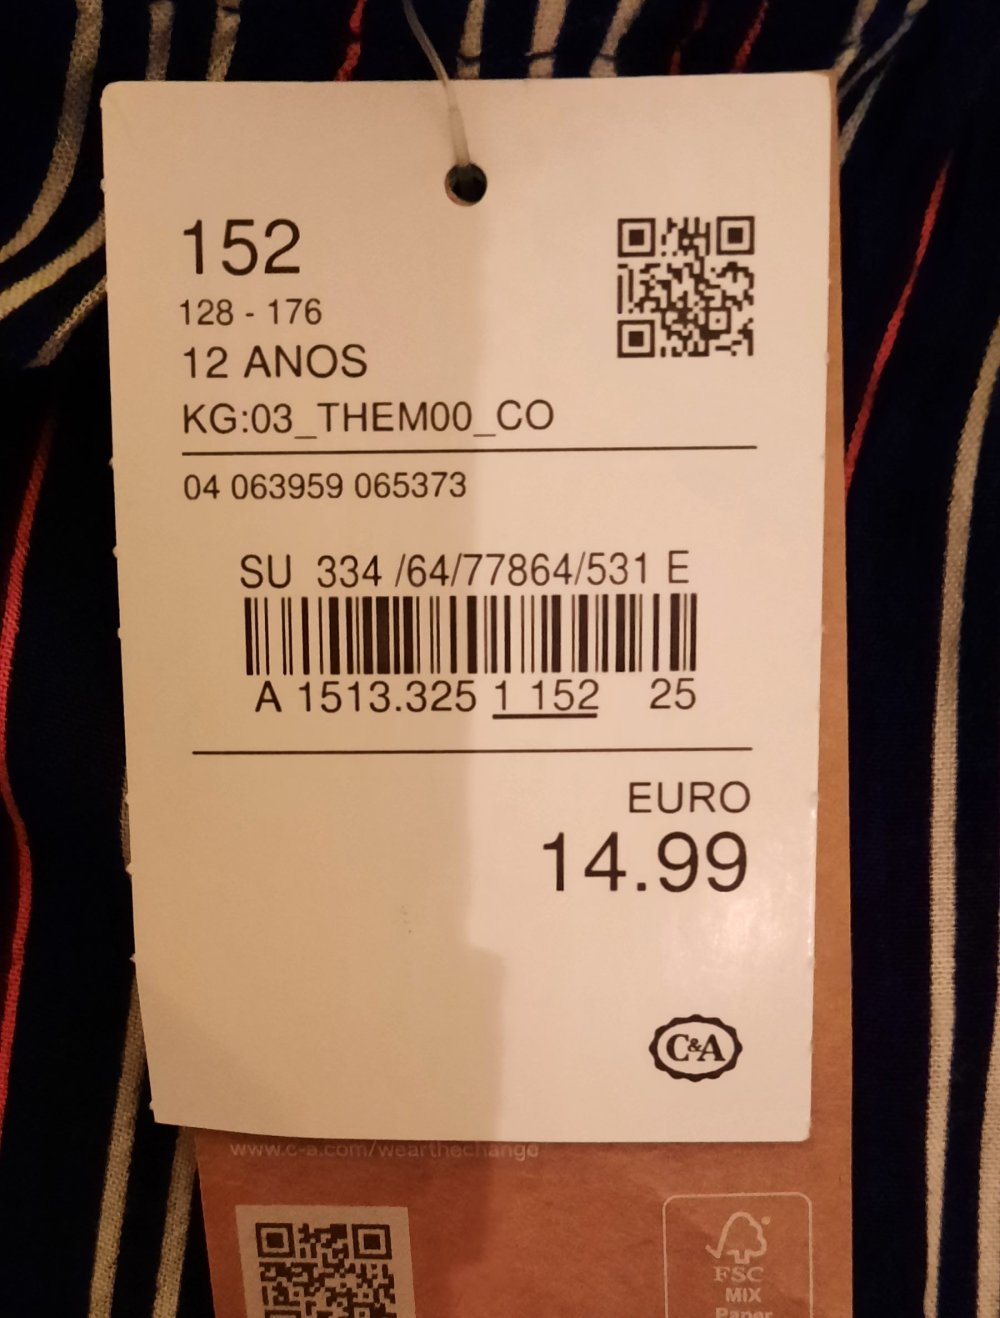 152
128 - 176
12 ANOS
KG:03_THEM00_CO
04 063959 065373
SU 334 /64/77864/531 E
A 1513.325 1 152 25
EURO
14.99
C&A
www.c-a.com/wearthechange
FSC
MIX
Paper